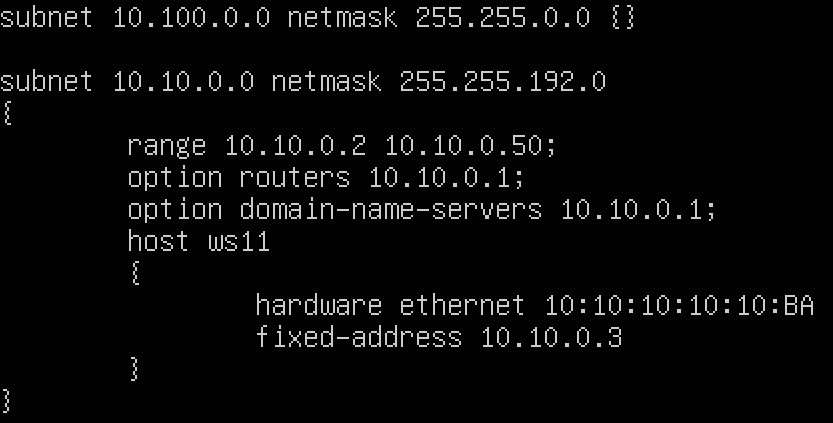 subnet 10.100.0.0 netmask 255.255.0.0 {}
subnet 10.10.0.0 netmask 255.255.192.0
{
range 10.10.0.2 10.10.0.50;
option routers 10.10.0.1;
option domain-name-servers 10.10.0.1;
host ws11
{
hardware ethernet 10:10:10:10:10:BA
fixed-address 10.10.0.3
}
}